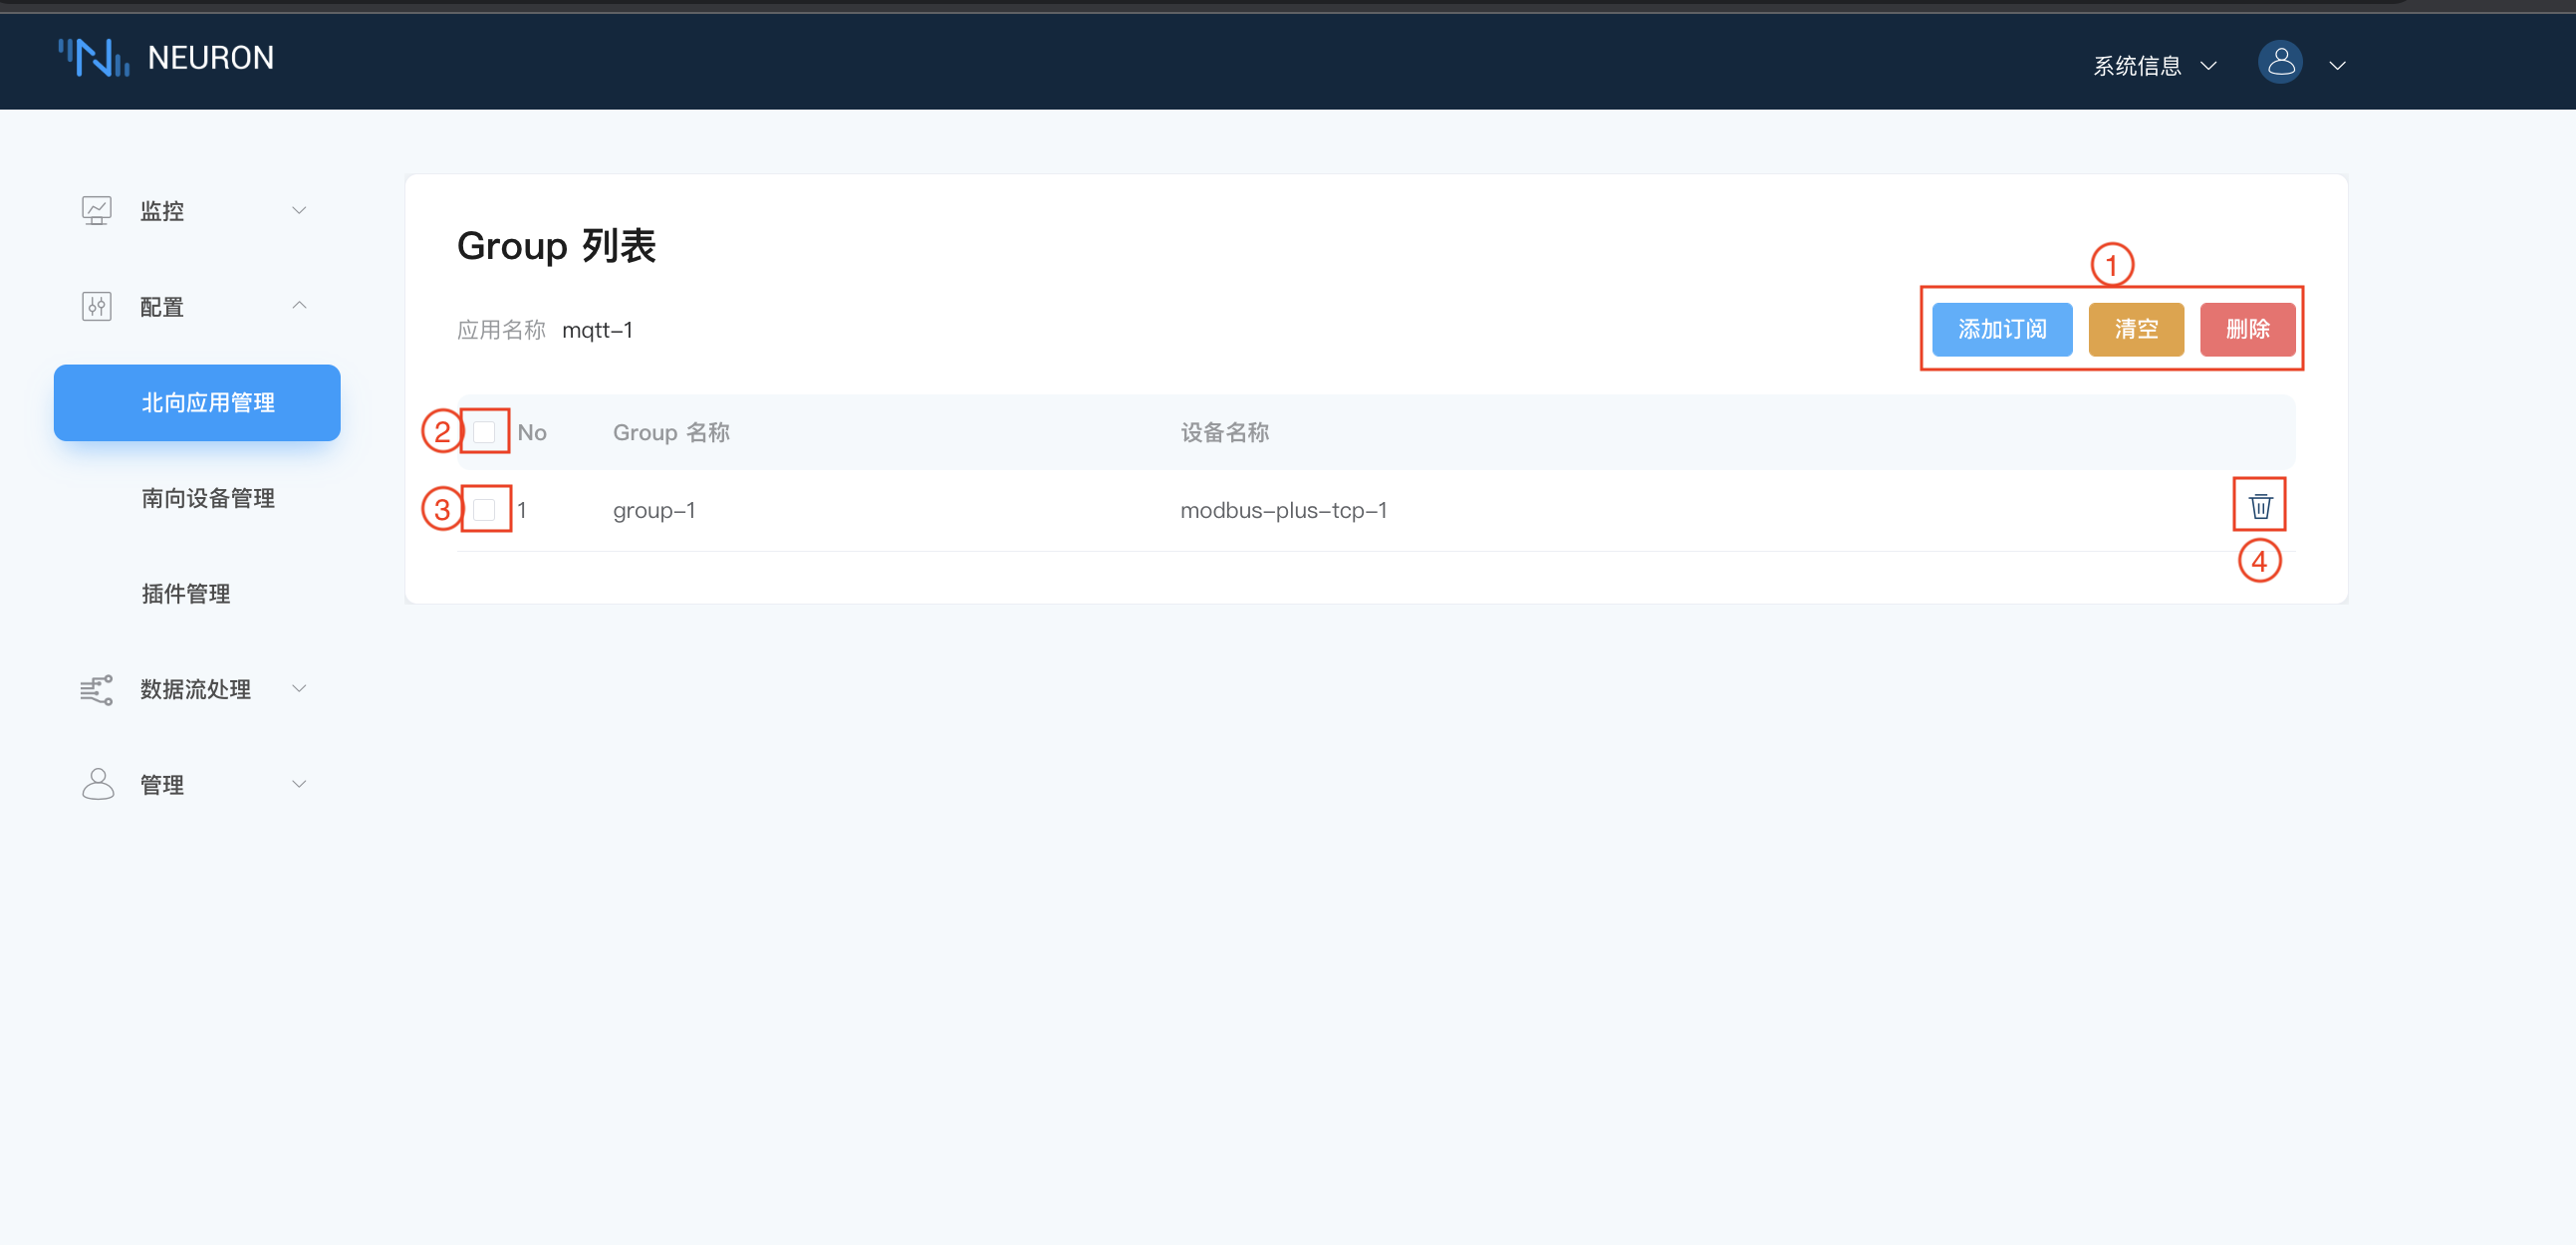 NEURON
系统信息
监控
配置
北向应用管理
南向设备管理
插件管理
数据流处理
管理
Group 列表
①
应用名称 mqtt-1
添加订阅 清空 删除
② No Group 名称 设备名称
③ 1 group-1 modbus-plus-tcp-1
④